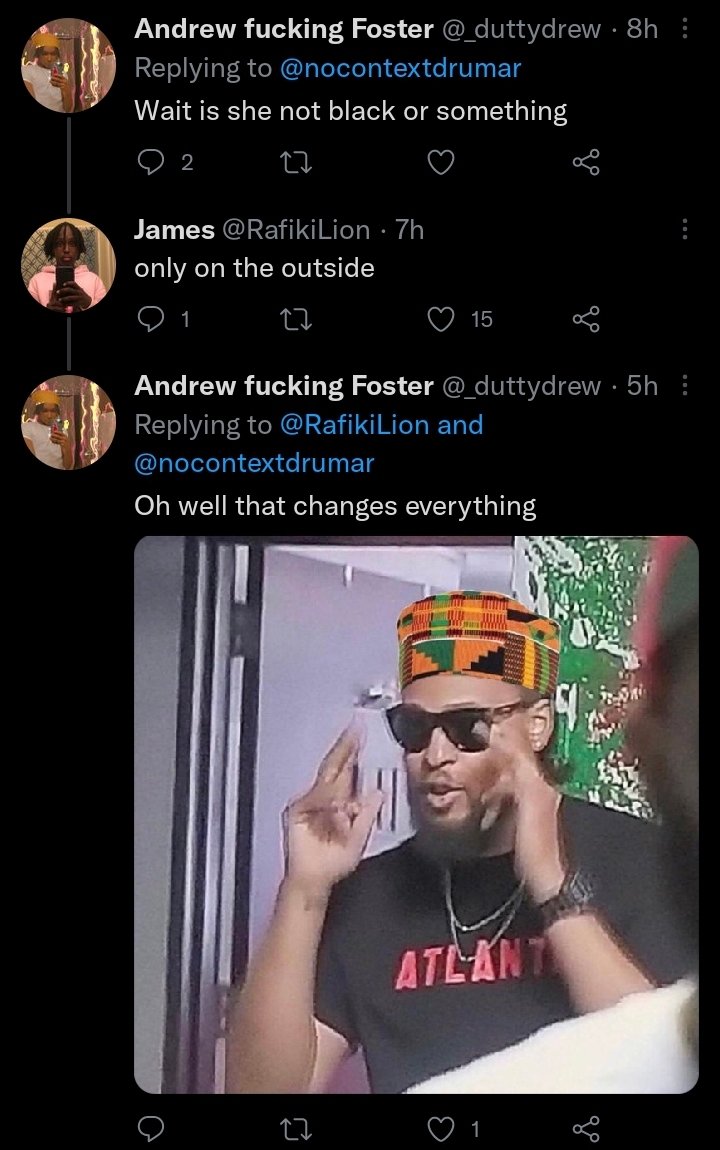 Andrew fucking Foster @_duttydrew · 8h
Replying to @nocontextdrumar
Wait is she not black or something
2
James @RafikiLion · 7h
only on the outside
1 15
Andrew fucking Foster @_duttydrew · 5h
Replying to @RafikiLion and
@nocontextdrumar
Oh well that changes everything
ATLANT
1